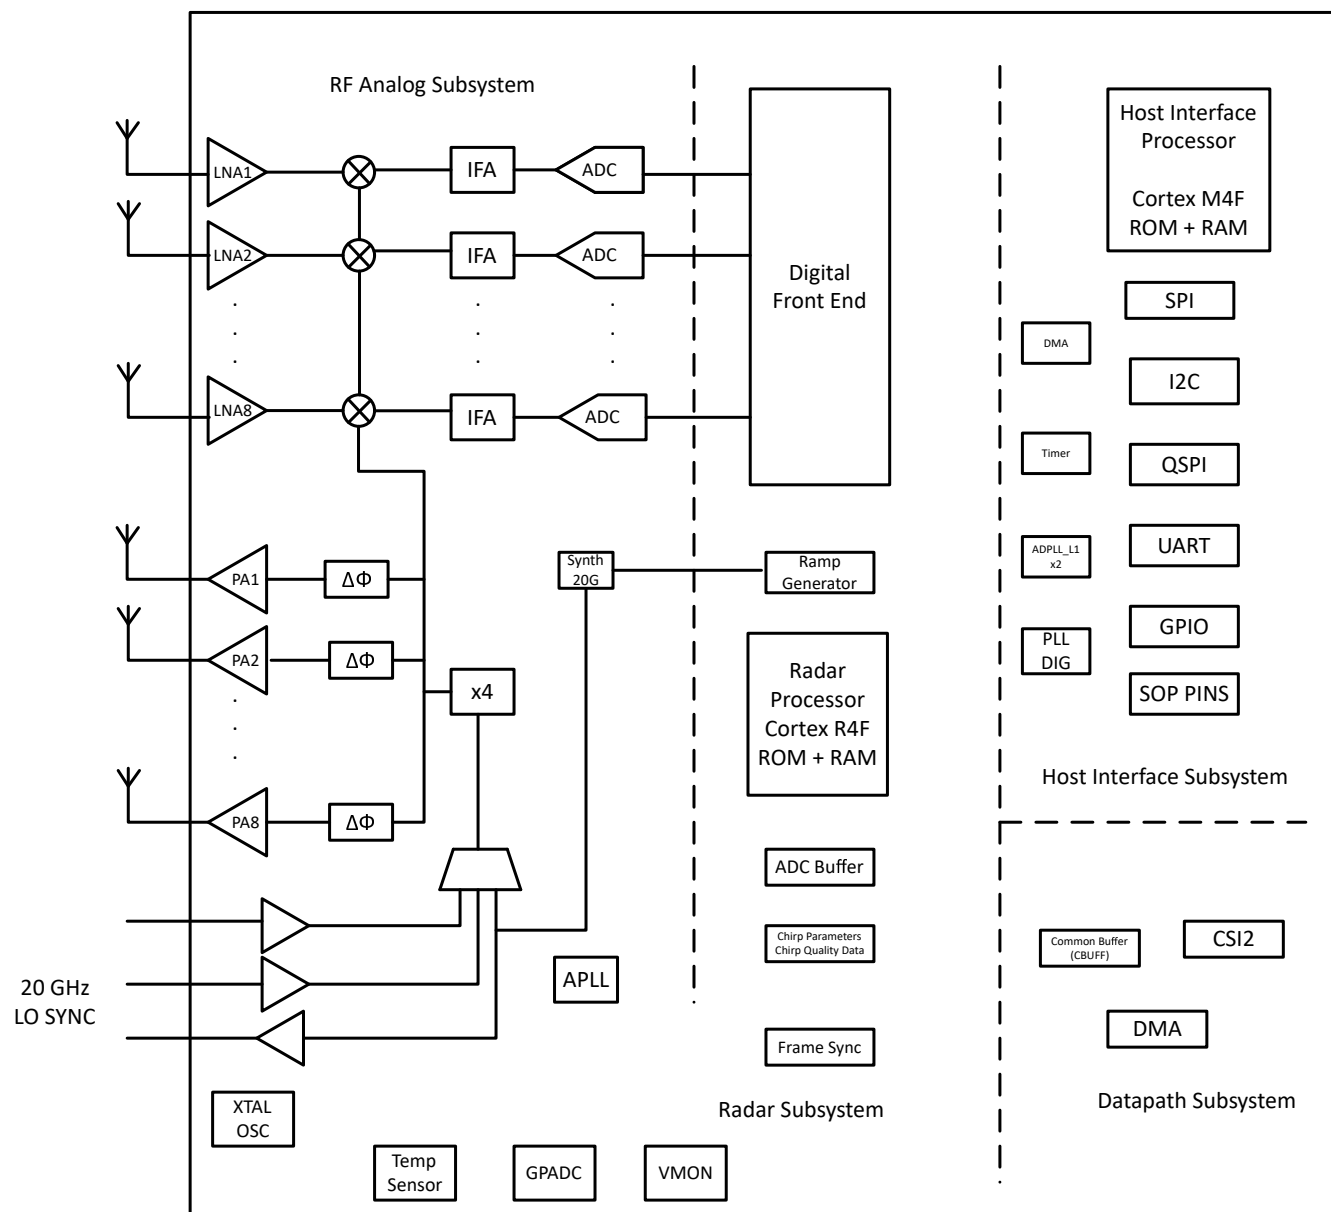 RF Analog Subsystem
LNA1
IFA
ADC
LNA2
IFA
ADC
LNA8
IFA
ADC
Digital
Front End
PA1
ΔΦ
PA2
ΔΦ
PA8
ΔΦ
x4
Synth
20G
Ramp
Generator
Radar
Processor
Cortex R4F
ROM + RAM
ADC Buffer
Chirp Parameters
Chirp Quality Data
Frame Sync
Radar Subsystem
20 GHz
LO SYNC
APLL
XTAL
OSC
Temp
Sensor
GPADC
VMON
Host Interface
Processor
Cortex M4F
ROM + RAM
SPI
DMA
I2C
Timer
QSPI
ADPLL_L1
x2
UART
GPIO
PLL
DIG
SOP PINS
Host Interface Subsystem
Common Buffer
(CBUFF)
CSI2
DMA
Datapath Subsystem